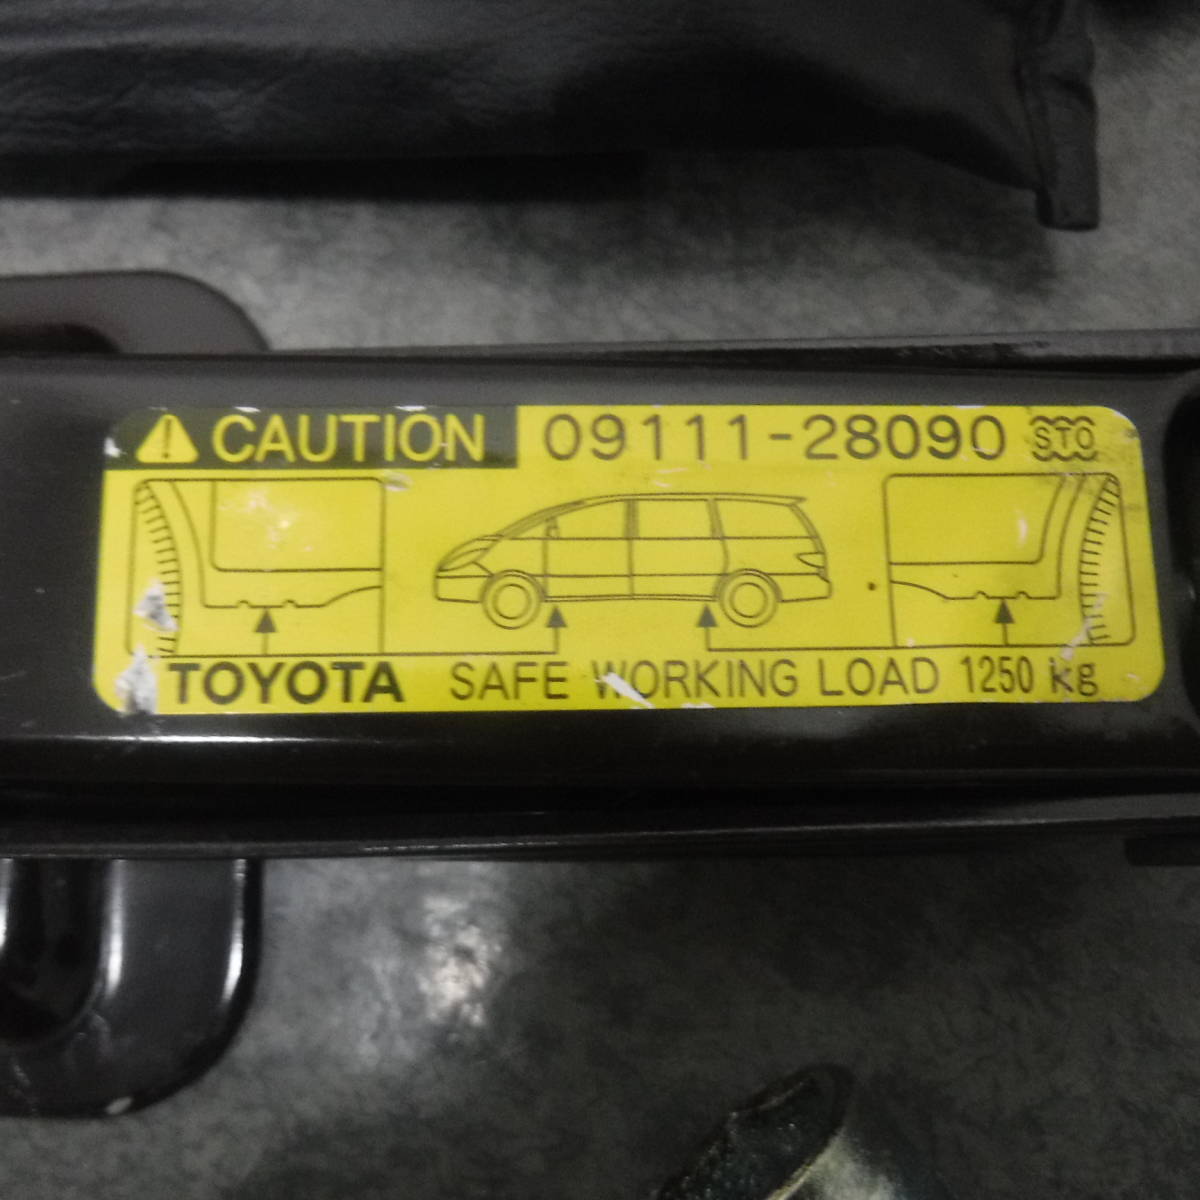 CAUTION 09111-28090 STO
TOYOTA SAFE WORKING LOAD 1250 kg